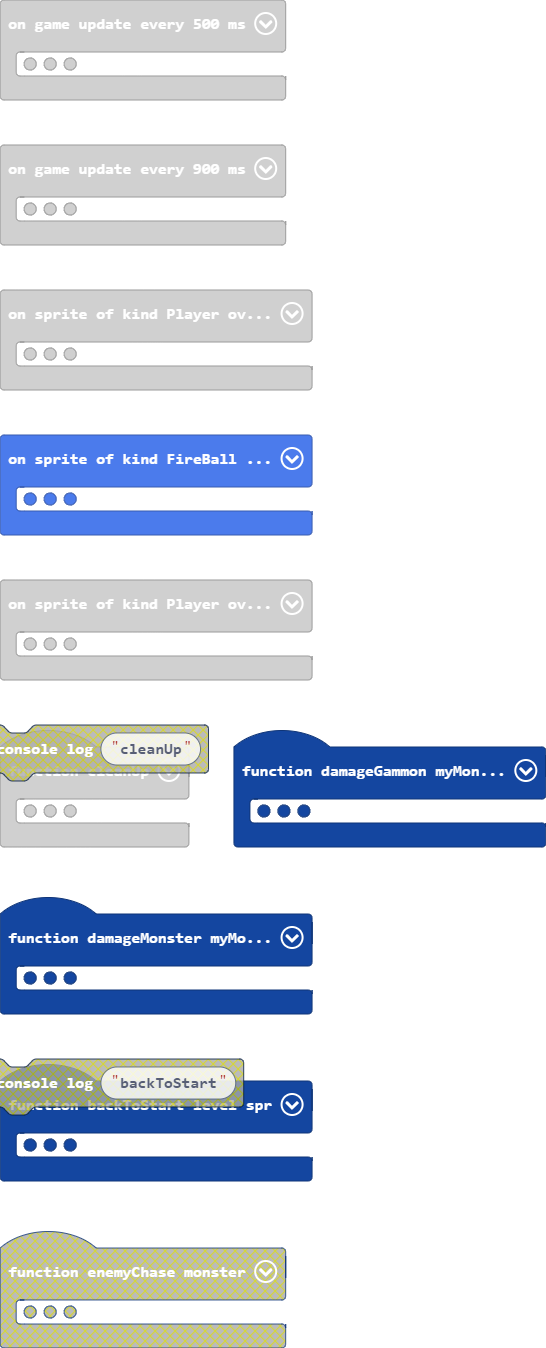 on game update every 500 ms
on game update every 900 ms
on sprite of kind Player ov...
on sprite of kind FireBall ...
on sprite of kind Player ov...
console log "cleanUp"
function cleanUp
function damageGammon myMon...
function damageMonster myMo...
console log "backToStart"
function backToStart level spr
function enemyChase monster